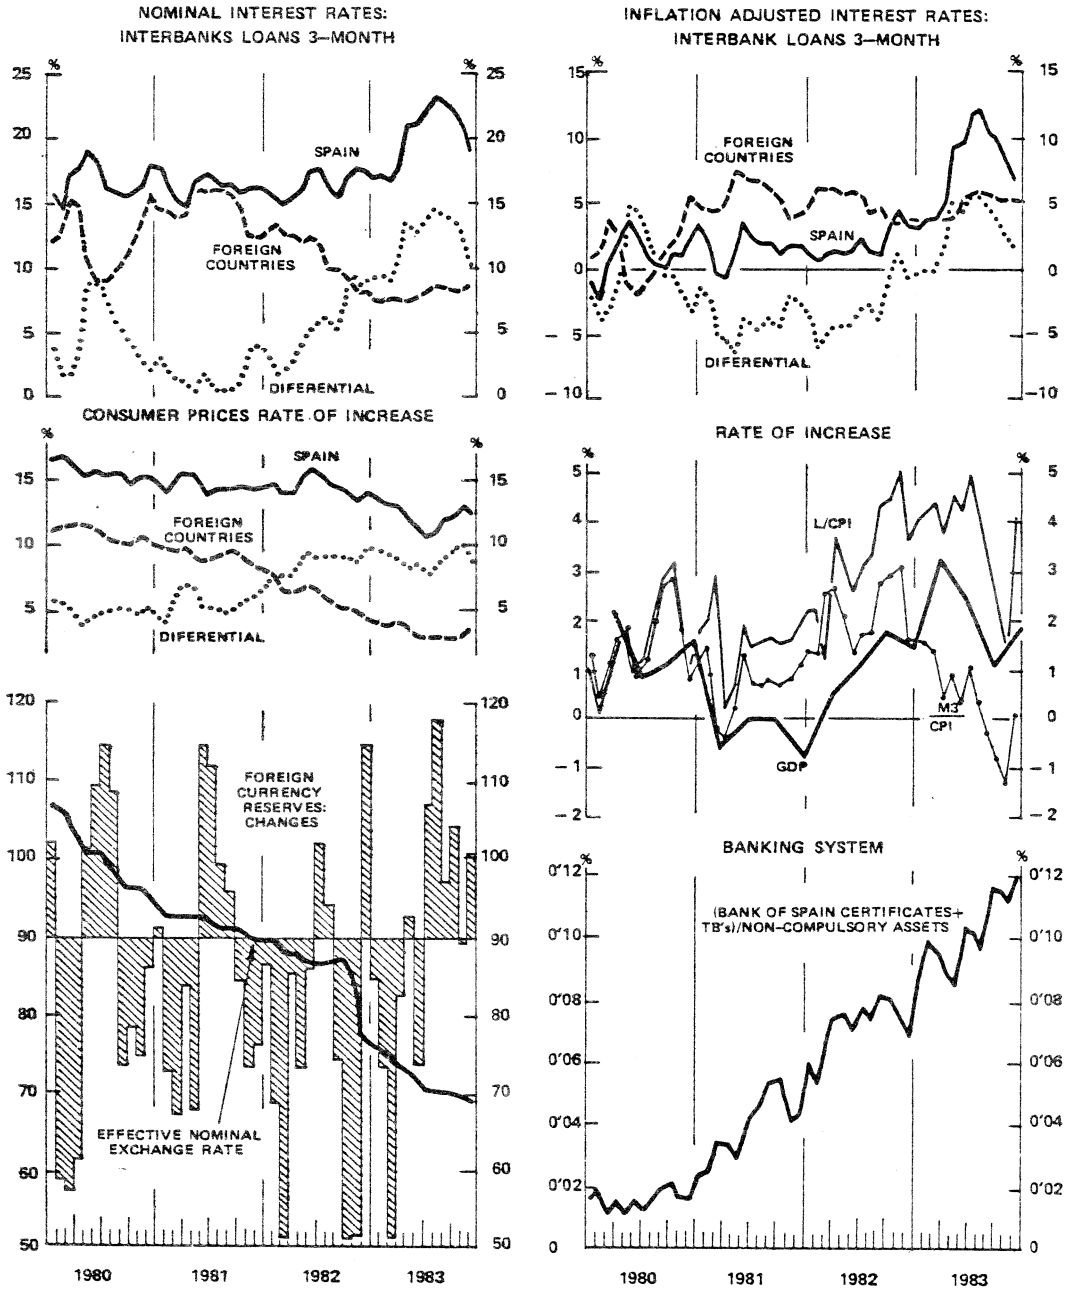 NOMINAL INTEREST RATES:
INTERBANKS LOANS 3—MONTH
% %
25 25
20 20
15 15
10 10
5 5
0 0
SPAIN
FOREIGN
COUNTRIES
DIFERENTIAL
CONSUMER PRICES RATE OF INCREASE
% %
15 15
10 10
5 5
SPAIN
FOREIGN
COUNTRIES
DIFERENTIAL
120 120
110 110
100 100
90 90
80 80
70 70
60 60
50 50
FOREIGN
CURRENCY
RESERVES:
CHANGES
EFFECTIVE NOMINAL
EXCHANGE RATE
1980 1981 1982 1983
INFLATION ADJUSTED INTEREST RATES:
INTERBANK LOANS 3—MONTH
% %
15 15
10 10
5 5
0 0
— 5 — 5
— 10 — 10
FOREIGN
COUNTRIES
SPAIN
DIFERENTIAL
RATE OF INCREASE
% %
5 5
4 4
3 3
2 2
1 1
0 0
— 1 — 1
— 2 — 2
L/CPI
M3
CPI
GDP
BANKING SYSTEM
% %
0'12 0'12
0'10 0'10
0'08 0'08
0'06 0'06
0'04 0'04
0'02 0'02
0 0
(BANK OF SPAIN CERTIFICATES+
TB's)/NON-COMPULSORY ASSETS
1980 1981 1982 1983